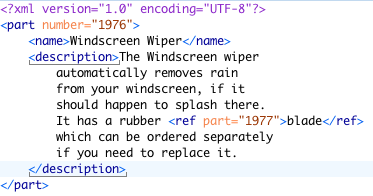 <?xml version="1.0" encoding="UTF-8"?>
<part number="1976">
    <name>Windscreen Wiper</name>
    <description>The Windscreen wiper
        automatically removes rain
        from your windscreen, if it
        should happen to splash there.
        It has a rubber <ref part="1977">blade</ref>
        which can be ordered separately
        if you need to replace it.
    </description>
</part>